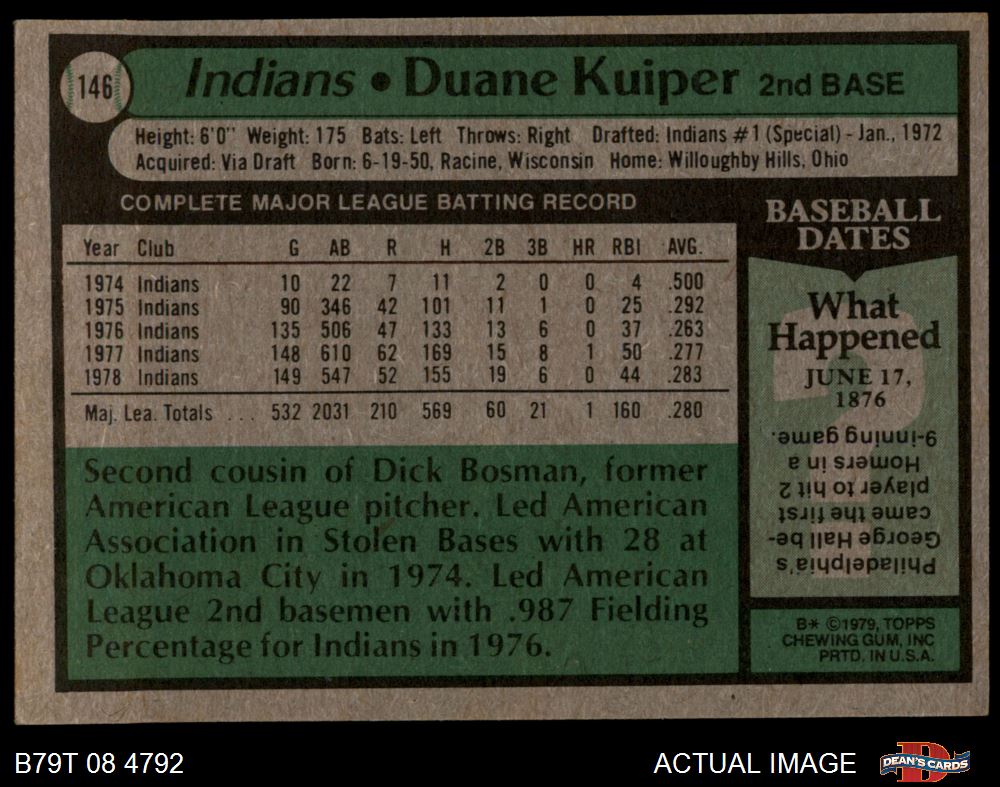 146
Indians • Duane Kuiper 2nd BASE
Height: 6'0" Weight: 175 Bats: Left Throws: Right Drafted: Indians #1 (Special) - Jan., 1972
Acquired: Via Draft Born: 6-19-50, Racine, Wisconsin Home: Willoughby Hills, Ohio
COMPLETE MAJOR LEAGUE BATTING RECORD
Year Club G AB R H 2B 3B HR RBI AVG.
1974 Indians 10 22 7 11 2 0 0 4 .500
1975 Indians 90 346 42 101 11 1 0 25 .292
1976 Indians 135 506 47 133 13 6 0 37 .263
1977 Indians 148 610 62 169 15 8 1 50 .277
1978 Indians 149 547 52 155 19 6 0 44 .283
Maj. Lea. Totals ... 532 2031 210 569 60 21 1 160 .280
Second cousin of Dick Bosman, former
American League pitcher. Led American
Association in Stolen Bases with 28 at
Oklahoma City in 1974. Led American
League 2nd basemen with .987 Fielding
Percentage for Indians in 1976.
BASEBALL
DATES
What
Happened
JUNE 17,
1876
Philadelphia's
George Hall be-
came the first
player to hit 2
Homers in a
9-inning game.
B* ©1979, TOPPS
CHEWING GUM, INC
PRTD. IN U.S.A.
B79T 08 4792
ACTUAL IMAGE
DEAN'S CARDS